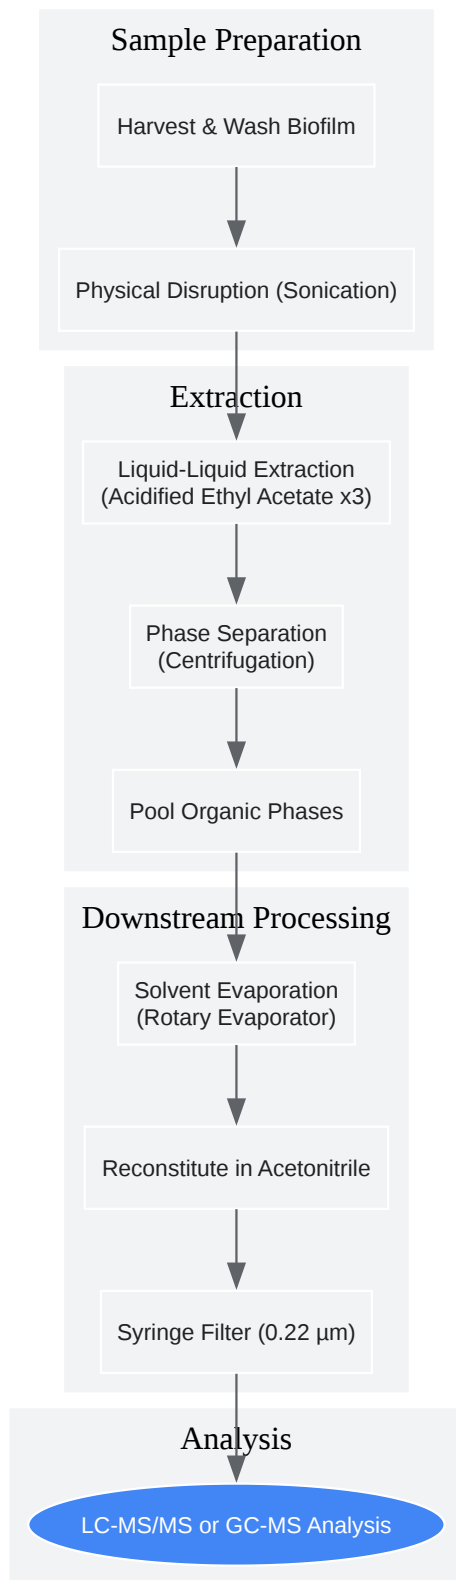 Sample Preparation
Harvest & Wash Biofilm
Physical Disruption (Sonication)
Extraction
Liquid-Liquid Extraction
(Acidified Ethyl Acetate x3)
Phase Separation
(Centrifugation)
Pool Organic Phases
Downstream Processing
Solvent Evaporation
(Rotary Evaporator)
Reconstitute in Acetonitrile
Syringe Filter (0.22 µm)
Analysis
LC-MS/MS or GC-MS Analysis